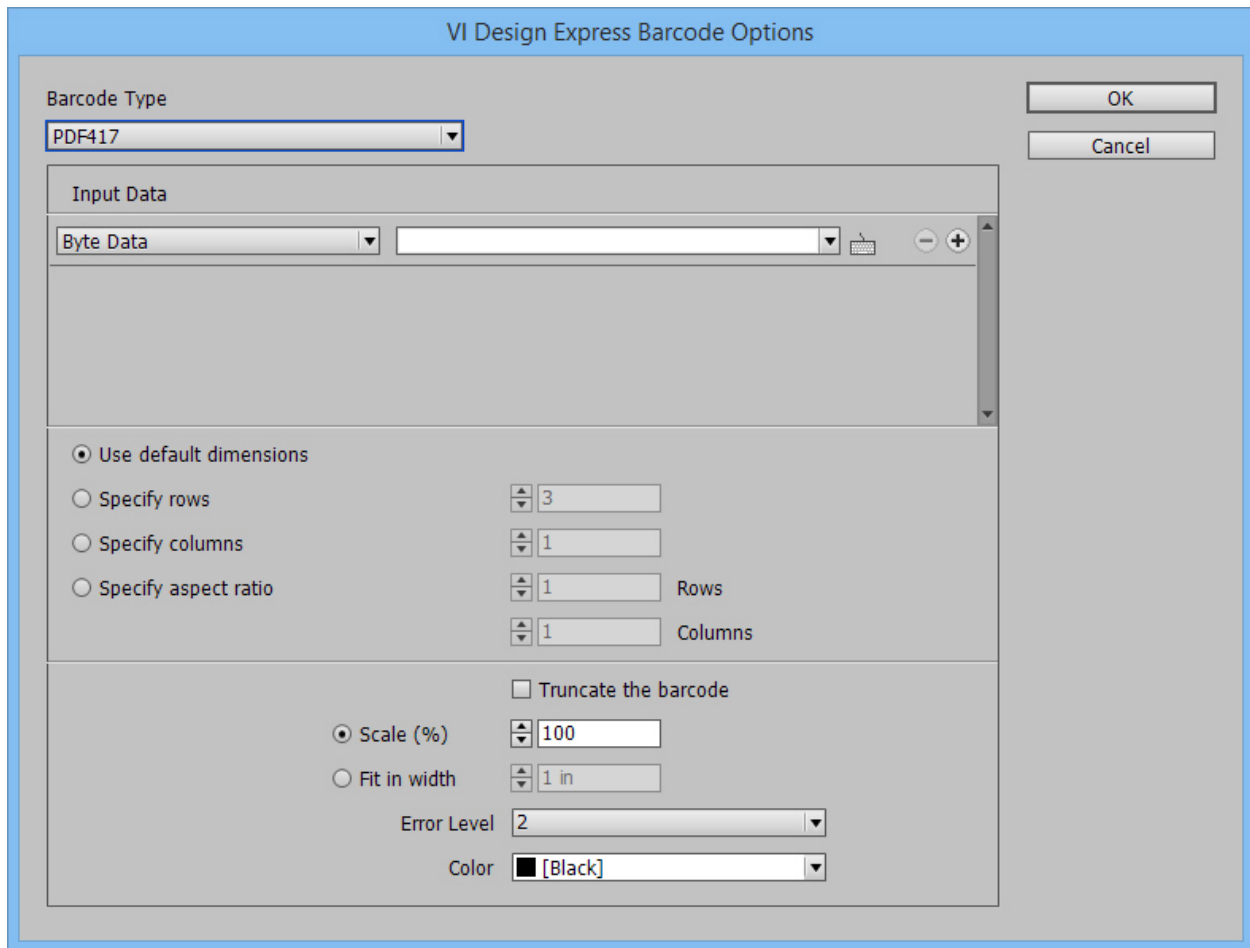 VI Design Express Barcode Options
Barcode Type
OK
PDF417
Cancel
Input Data
Byte Data
Use default dimensions
Specify rows 3
Specify columns 1
Specify aspect ratio 1 Rows
1 Columns
Truncate the barcode
Scale (%) 100
Fit in width 1 in
Error Level 2
Color [Black]